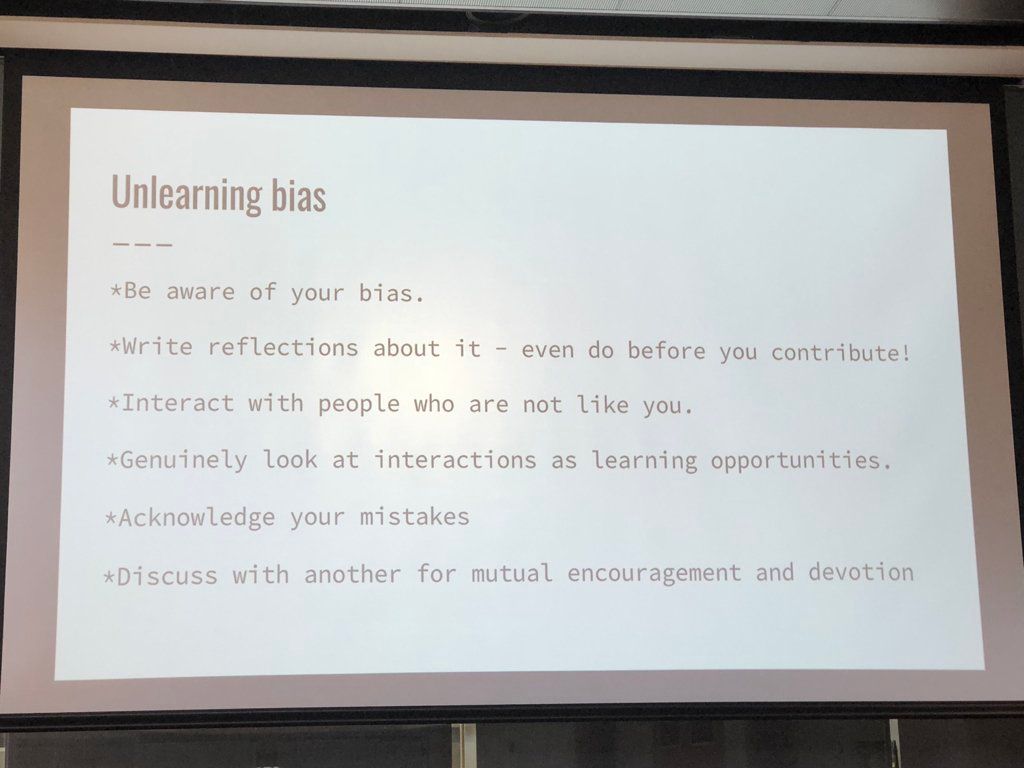 Unlearning bias
———
*Be aware of your bias.
*Write reflections about it – even do before you contribute!
*Interact with people who are not like you.
*Genuinely look at interactions as learning opportunities.
*Acknowledge your mistakes
*Discuss with another for mutual encouragement and devotion